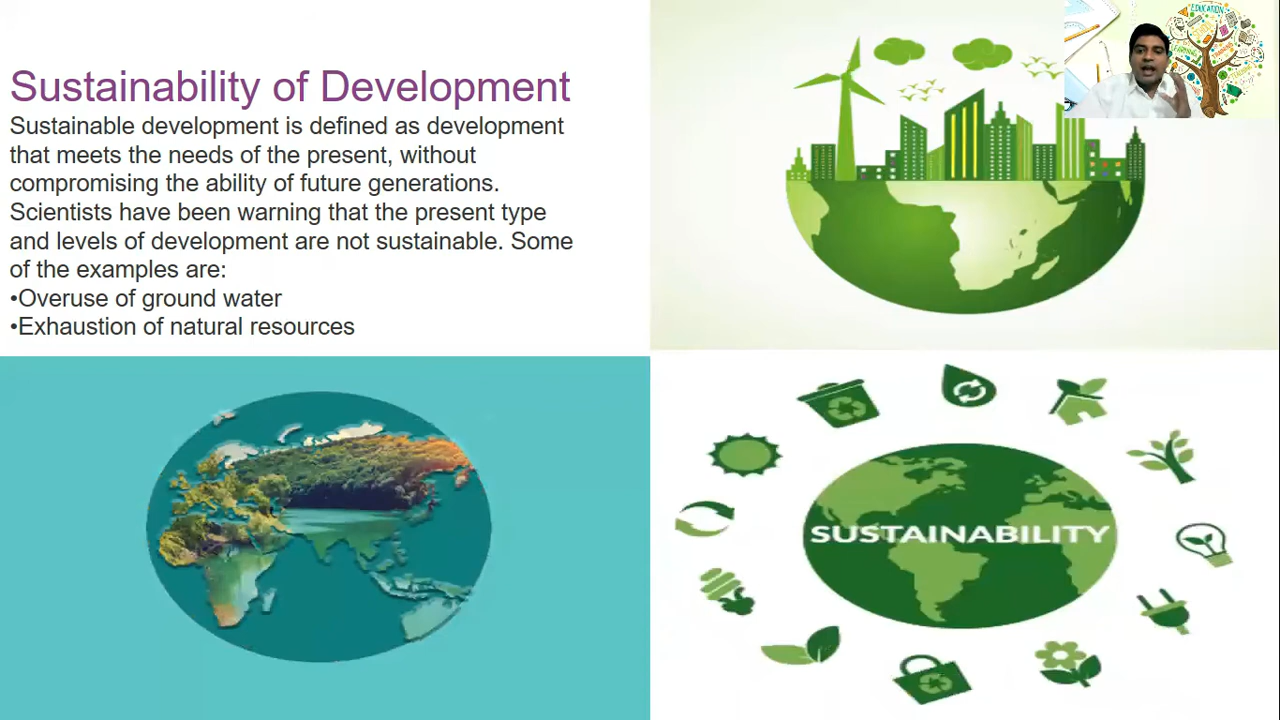 Sustainability of Development
Sustainable development is defined as development
that meets the needs of the present, without
compromising the ability of future generations.
Scientists have been warning that the present type
and levels of development are not sustainable. Some
of the examples are:
•Overuse of ground water
•Exhaustion of natural resources
EDUCATION
SUSTAINABILITY